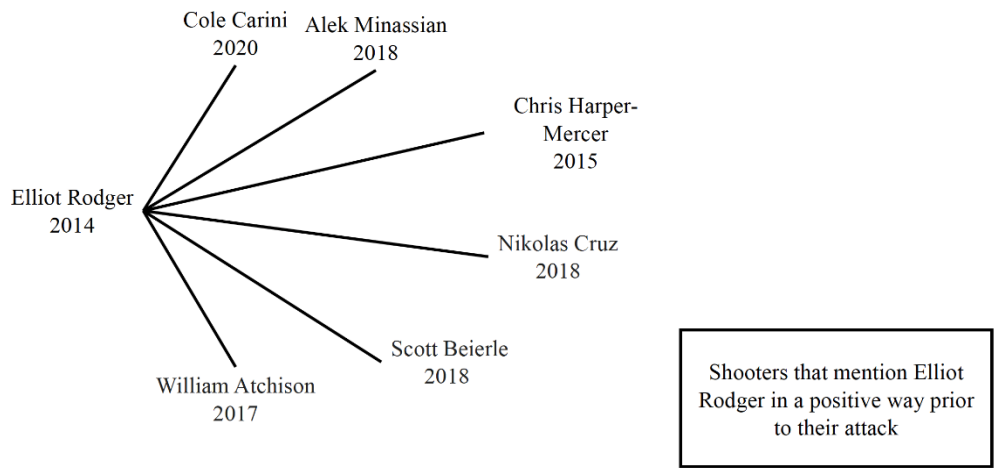 Cole Carini
2020
Alek Minassian
2018
Chris Harper-
Mercer
2015
Elliot Rodger
2014
Nikolas Cruz
2018
Scott Beierle
2018
William Atchison
2017
Shooters that mention Elliot
Rodger in a positive way prior
to their attack